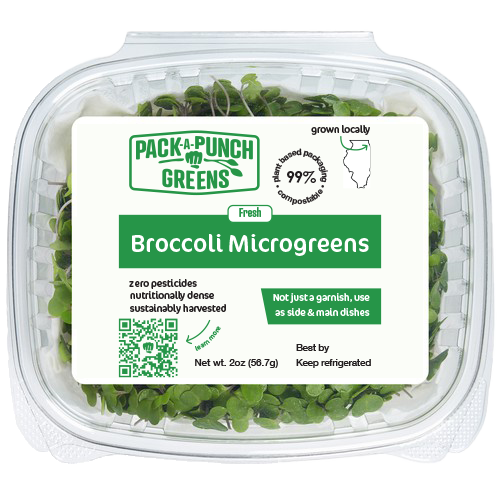 PACK-A-PUNCH
GREENS
grown locally
plant based packaging
99%
• compostable •
Fresh
Broccoli Microgreens
zero pesticides
nutritionally dense
sustainably harvested
Not just a garnish, use
as side & main dishes
learn more
Best by
Net wt. 2oz (56.7g)
Keep refrigerated